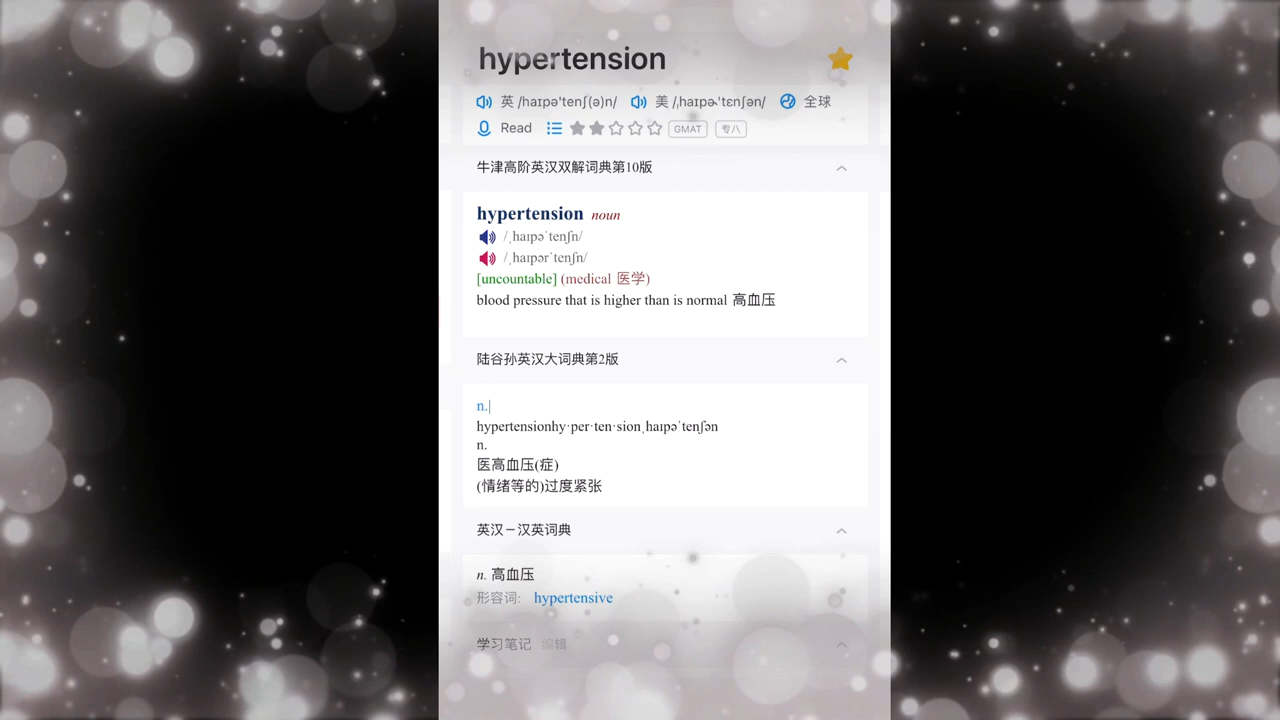 hypertension
英 /haɪpə'tenʃ(ə)n/ 美 /ˌhaɪpɚ'tɛnʃən/ 全球
Read GMAT 专八
牛津高阶英汉双解词典第10版
hypertension noun
/ˌhaɪpəˈtenʃn/
/ˌhaɪpərˈtenʃn/
[uncountable] (medical 医学)
blood pressure that is higher than is normal 高血压
陆谷孙英汉大词典第2版
n.|
hypertensionhy·per·ten·sionˌhaɪpəˈtenʃən
n.
医高血压(症)
(情绪等的)过度紧张
英汉－汉英词典
n. 高血压
形容词: hypertensive
学习笔记 编辑